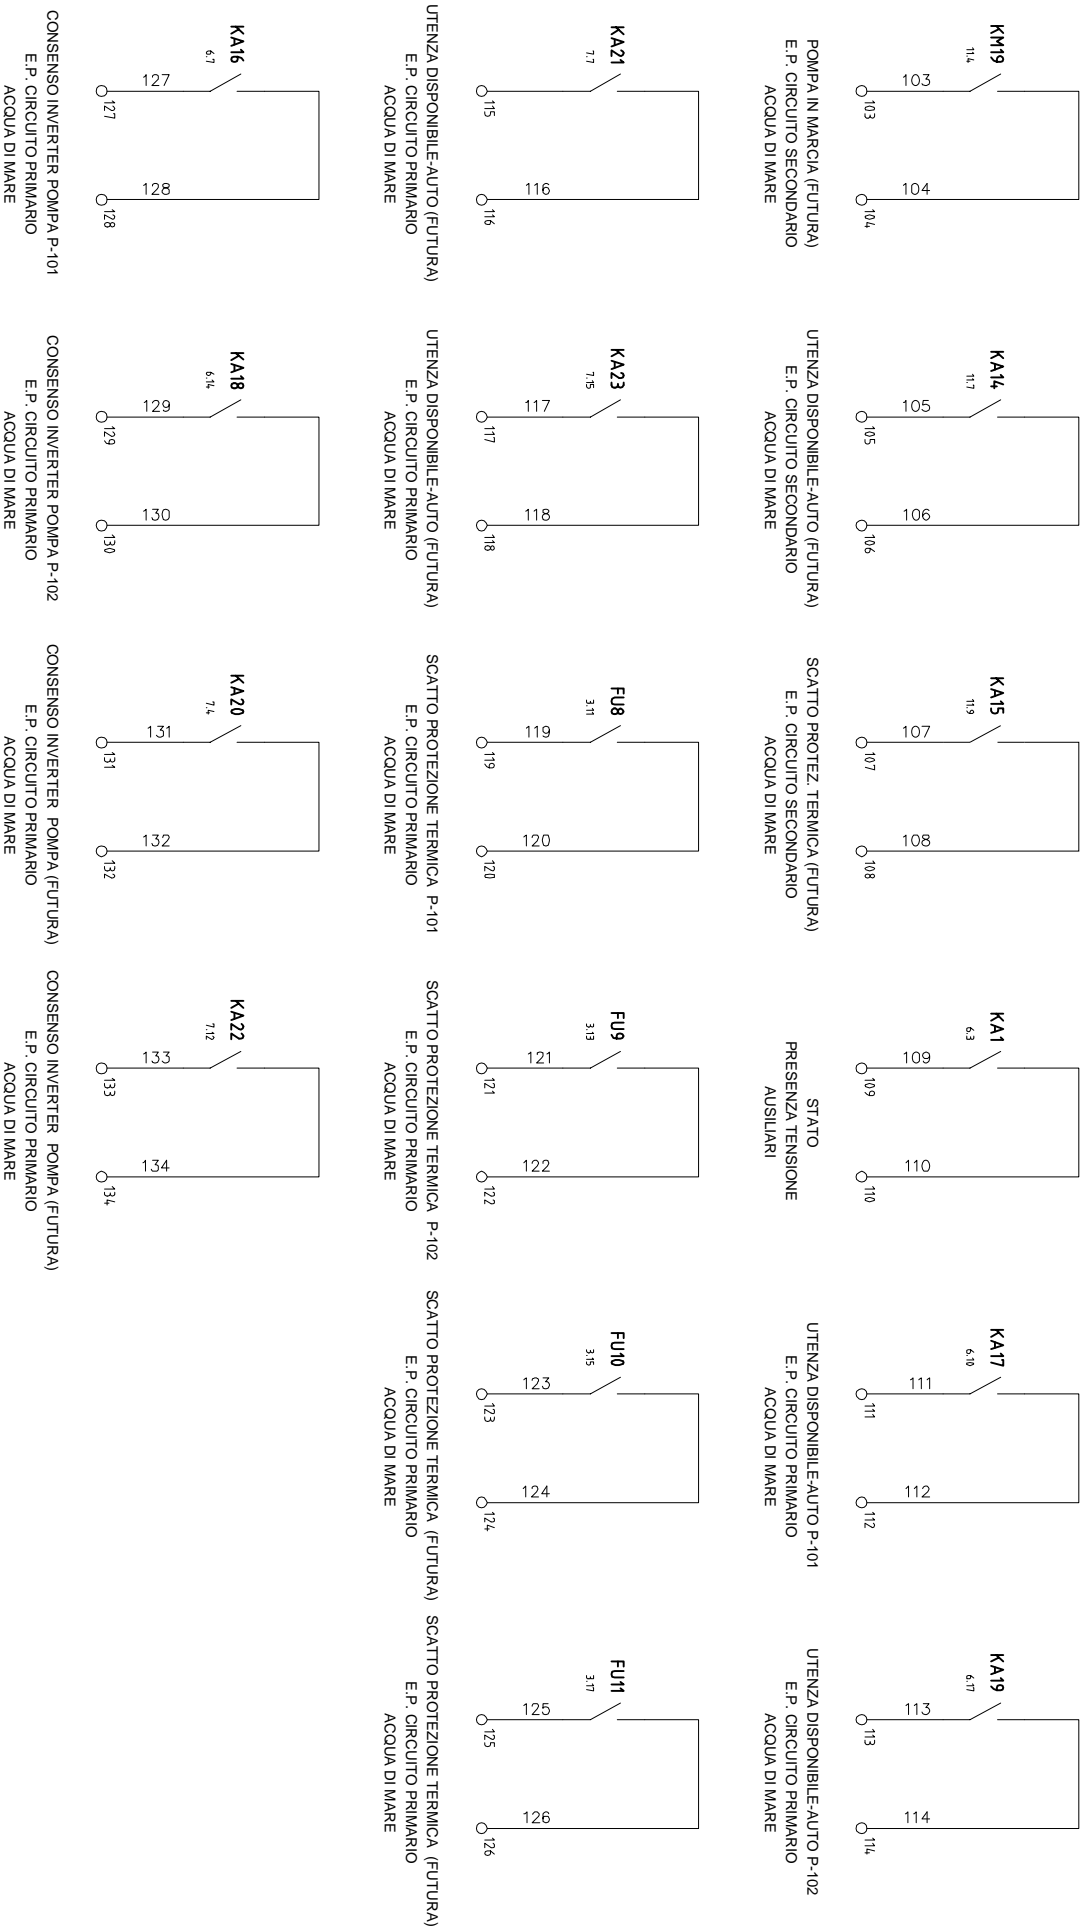 KM19
11.4
103
103
104
104
POMPA IN MARCIA (FUTURA)
E.P. CIRCUITO SECONDARIO
ACQUA DI MARE
KA14
11.7
105
105
106
106
UTENZA DISPONIBILE-AUTO (FUTURA)
E.P. CIRCUITO SECONDARIO
ACQUA DI MARE
KA15
11.9
107
107
108
108
SCATTO PROTEZ. TERMICA (FUTURA)
E.P. CIRCUITO SECONDARIO
ACQUA DI MARE
KA1
6.3
109
109
110
110
STATO
PRESENZA TENSIONE
AUSILIARI
KA17
6.10
111
111
112
112
UTENZA DISPONIBILE-AUTO P-101
E.P. CIRCUITO PRIMARIO
ACQUA DI MARE
KA19
6.17
113
113
114
114
UTENZA DISPONIBILE-AUTO P-102
E.P. CIRCUITO PRIMARIO
ACQUA DI MARE
KA21
7.7
115
116
116
UTENZA DISPONIBILE-AUTO (FUTURA)
E.P. CIRCUITO PRIMARIO
ACQUA DI MARE
KA23
7.15
117
117
118
118
UTENZA DISPONIBILE-AUTO (FUTURA)
E.P. CIRCUITO PRIMARIO
ACQUA DI MARE
FU8
3.11
119
119
120
120
SCATTO PROTEZIONE TERMICA P-101
E.P. CIRCUITO PRIMARIO
ACQUA DI MARE
FU9
3.13
121
121
122
122
SCATTO PROTEZIONE TERMICA P-102
E.P. CIRCUITO PRIMARIO
ACQUA DI MARE
FU10
3.15
123
123
124
124
SCATTO PROTEZIONE TERMICA (FUTURA)
E.P. CIRCUITO PRIMARIO
ACQUA DI MARE
FU11
3.17
125
125
126
126
SCATTO PROTEZIONE TERMICA (FUTURA)
E.P. CIRCUITO PRIMARIO
ACQUA DI MARE
KA16
6.7
127
127
128
128
CONSENSO INVERTER POMPA P-101
E.P. CIRCUITO PRIMARIO
ACQUA DI MARE
KA18
6.14
129
129
130
130
CONSENSO INVERTER POMPA P-102
E.P. CIRCUITO PRIMARIO
ACQUA DI MARE
KA20
7.4
131
131
132
132
CONSENSO INVERTER POMPA (FUTURA)
E.P. CIRCUITO PRIMARIO
ACQUA DI MARE
KA22
7.12
133
133
134
134
CONSENSO INVERTER POMPA (FUTURA)
E.P. CIRCUITO PRIMARIO
ACQUA DI MARE